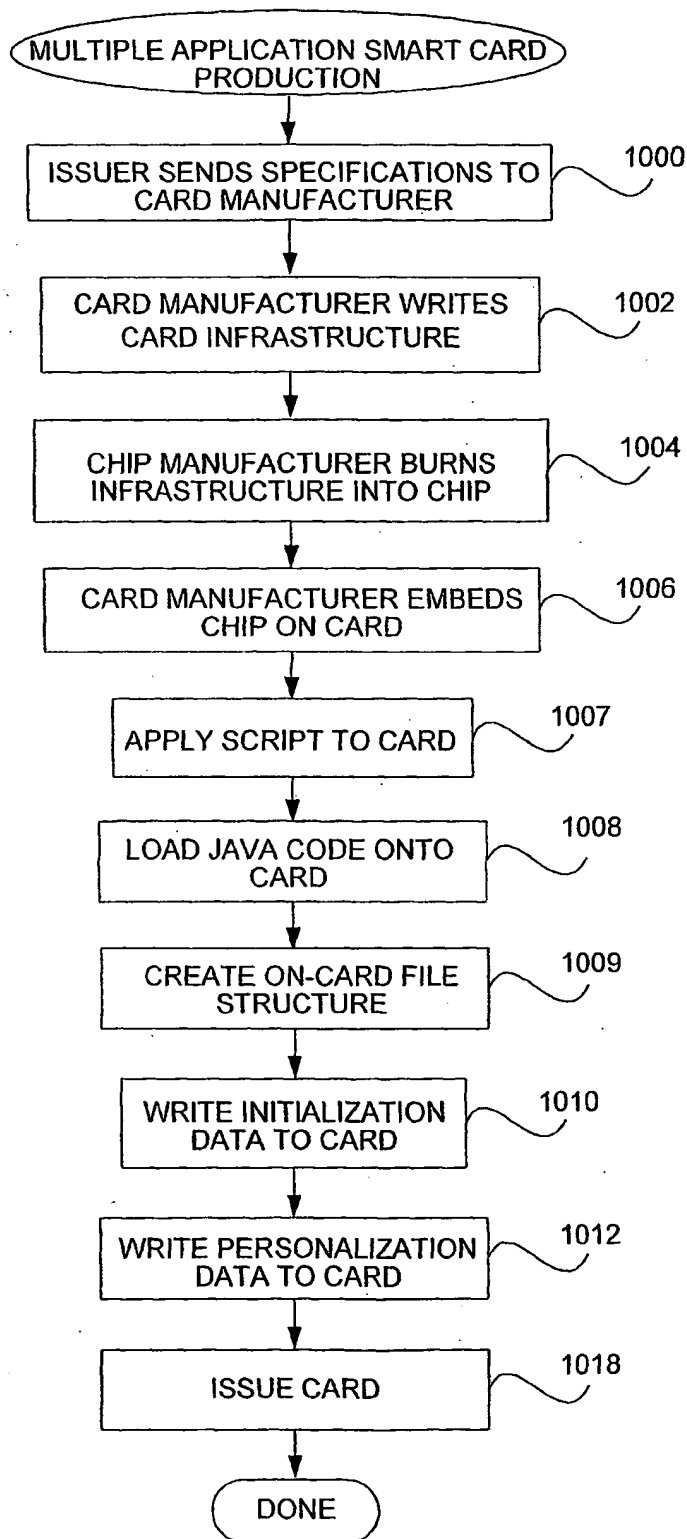 MULTIPLE APPLICATION SMART CARD
PRODUCTION
ISSUER SENDS SPECIFICATIONS TO
CARD MANUFACTURER
1000
CARD MANUFACTURER WRITES
CARD INFRASTRUCTURE
1002
CHIP MANUFACTURER BURNS
INFRASTRUCTURE INTO CHIP
1004
CARD MANUFACTURER EMBEDS
CHIP ON CARD
1006
APPLY SCRIPT TO CARD
1007
LOAD JAVA CODE ONTO
CARD
1008
CREATE ON-CARD FILE
STRUCTURE
1009
WRITE INITIALIZATION
DATA TO CARD
1010
WRITE PERSONALIZATION
DATA TO CARD
1012
ISSUE CARD
1018
DONE